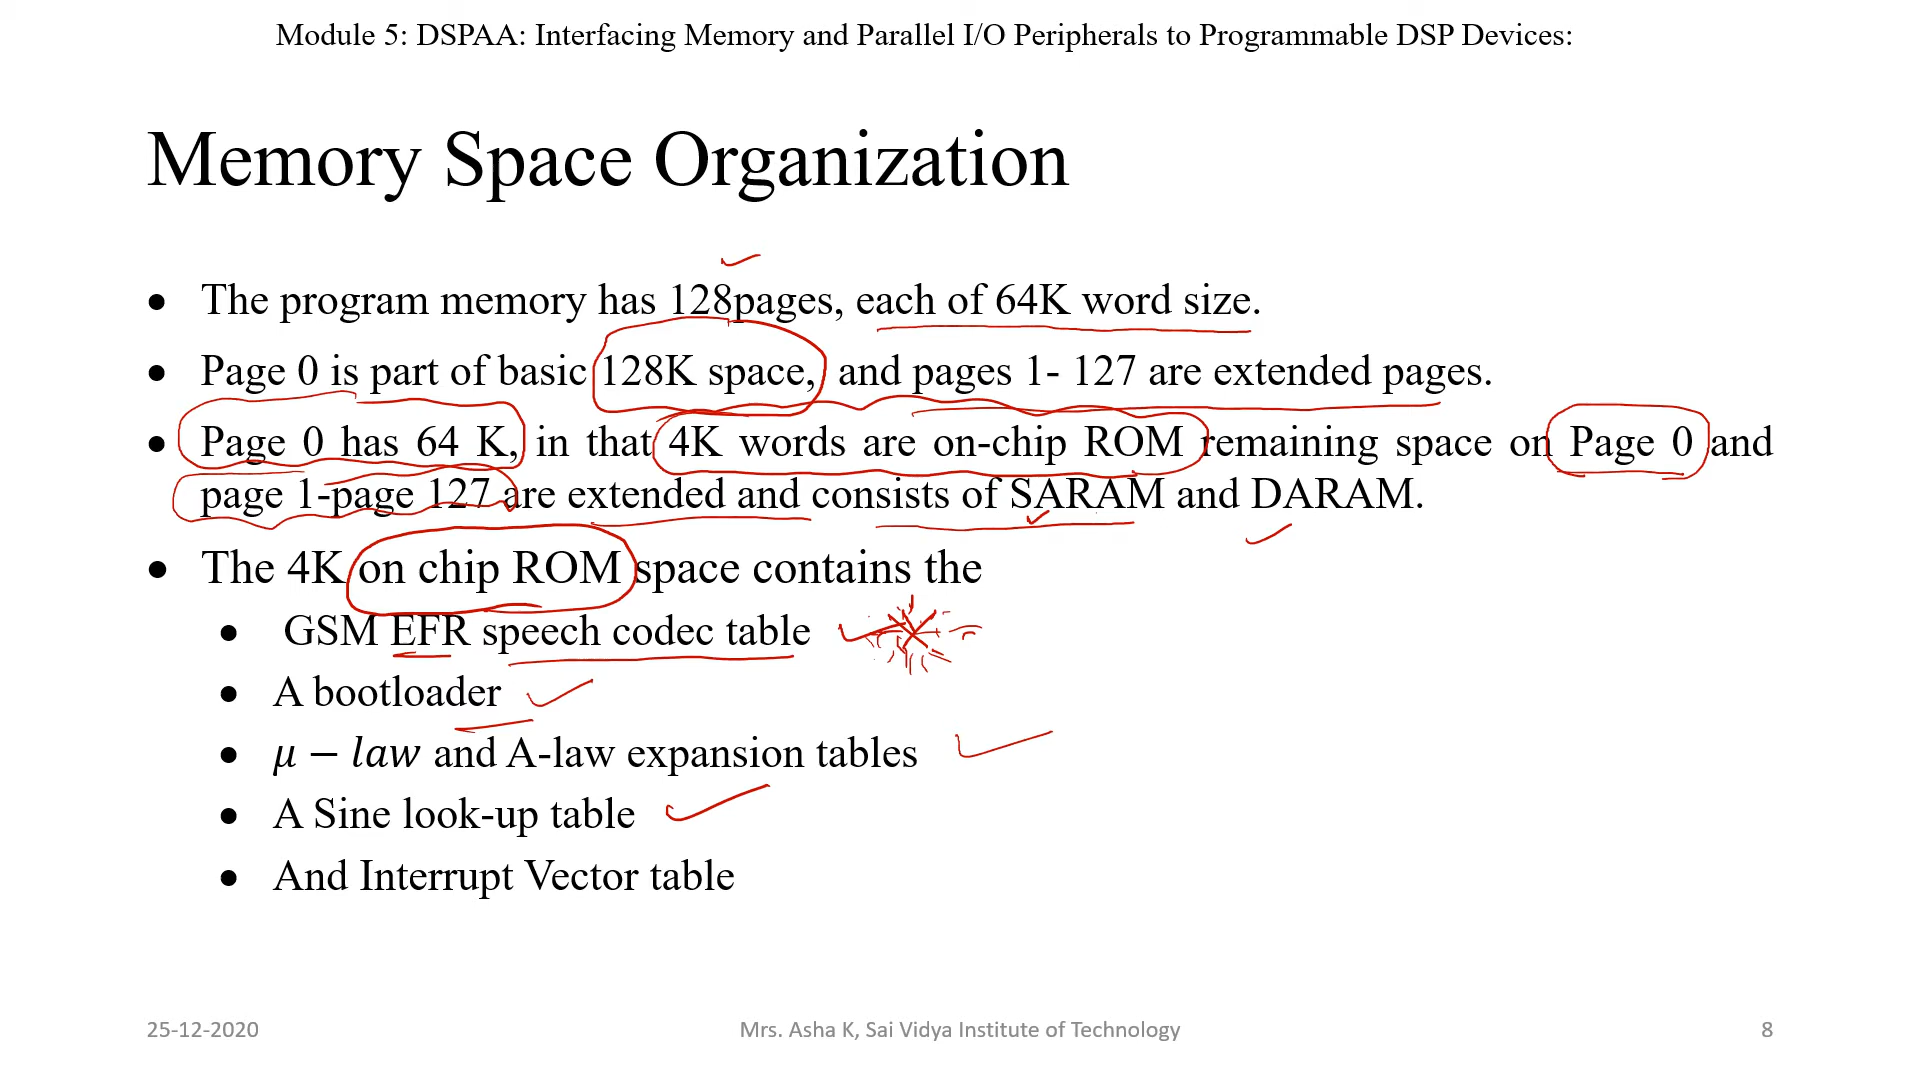 Module 5: DSPAA: Interfacing Memory and Parallel I/O Peripherals to Programmable DSP Devices:
Memory Space Organization
• The program memory has 128pages, each of 64K word size.
• Page 0 is part of basic 128K space, and pages 1- 127 are extended pages.
• Page 0 has 64 K, in that 4K words are on-chip ROM remaining space on Page 0 and
page 1-page 127 are extended and consists of SARAM and DARAM.
• The 4K on chip ROM space contains the
• GSM EFR speech codec table
• A bootloader
• 𝜇 − 𝑙𝑎𝑤 and A-law expansion tables
• A Sine look-up table
• And Interrupt Vector table
25-12-2020
Mrs. Asha K, Sai Vidya Institute of Technology
8